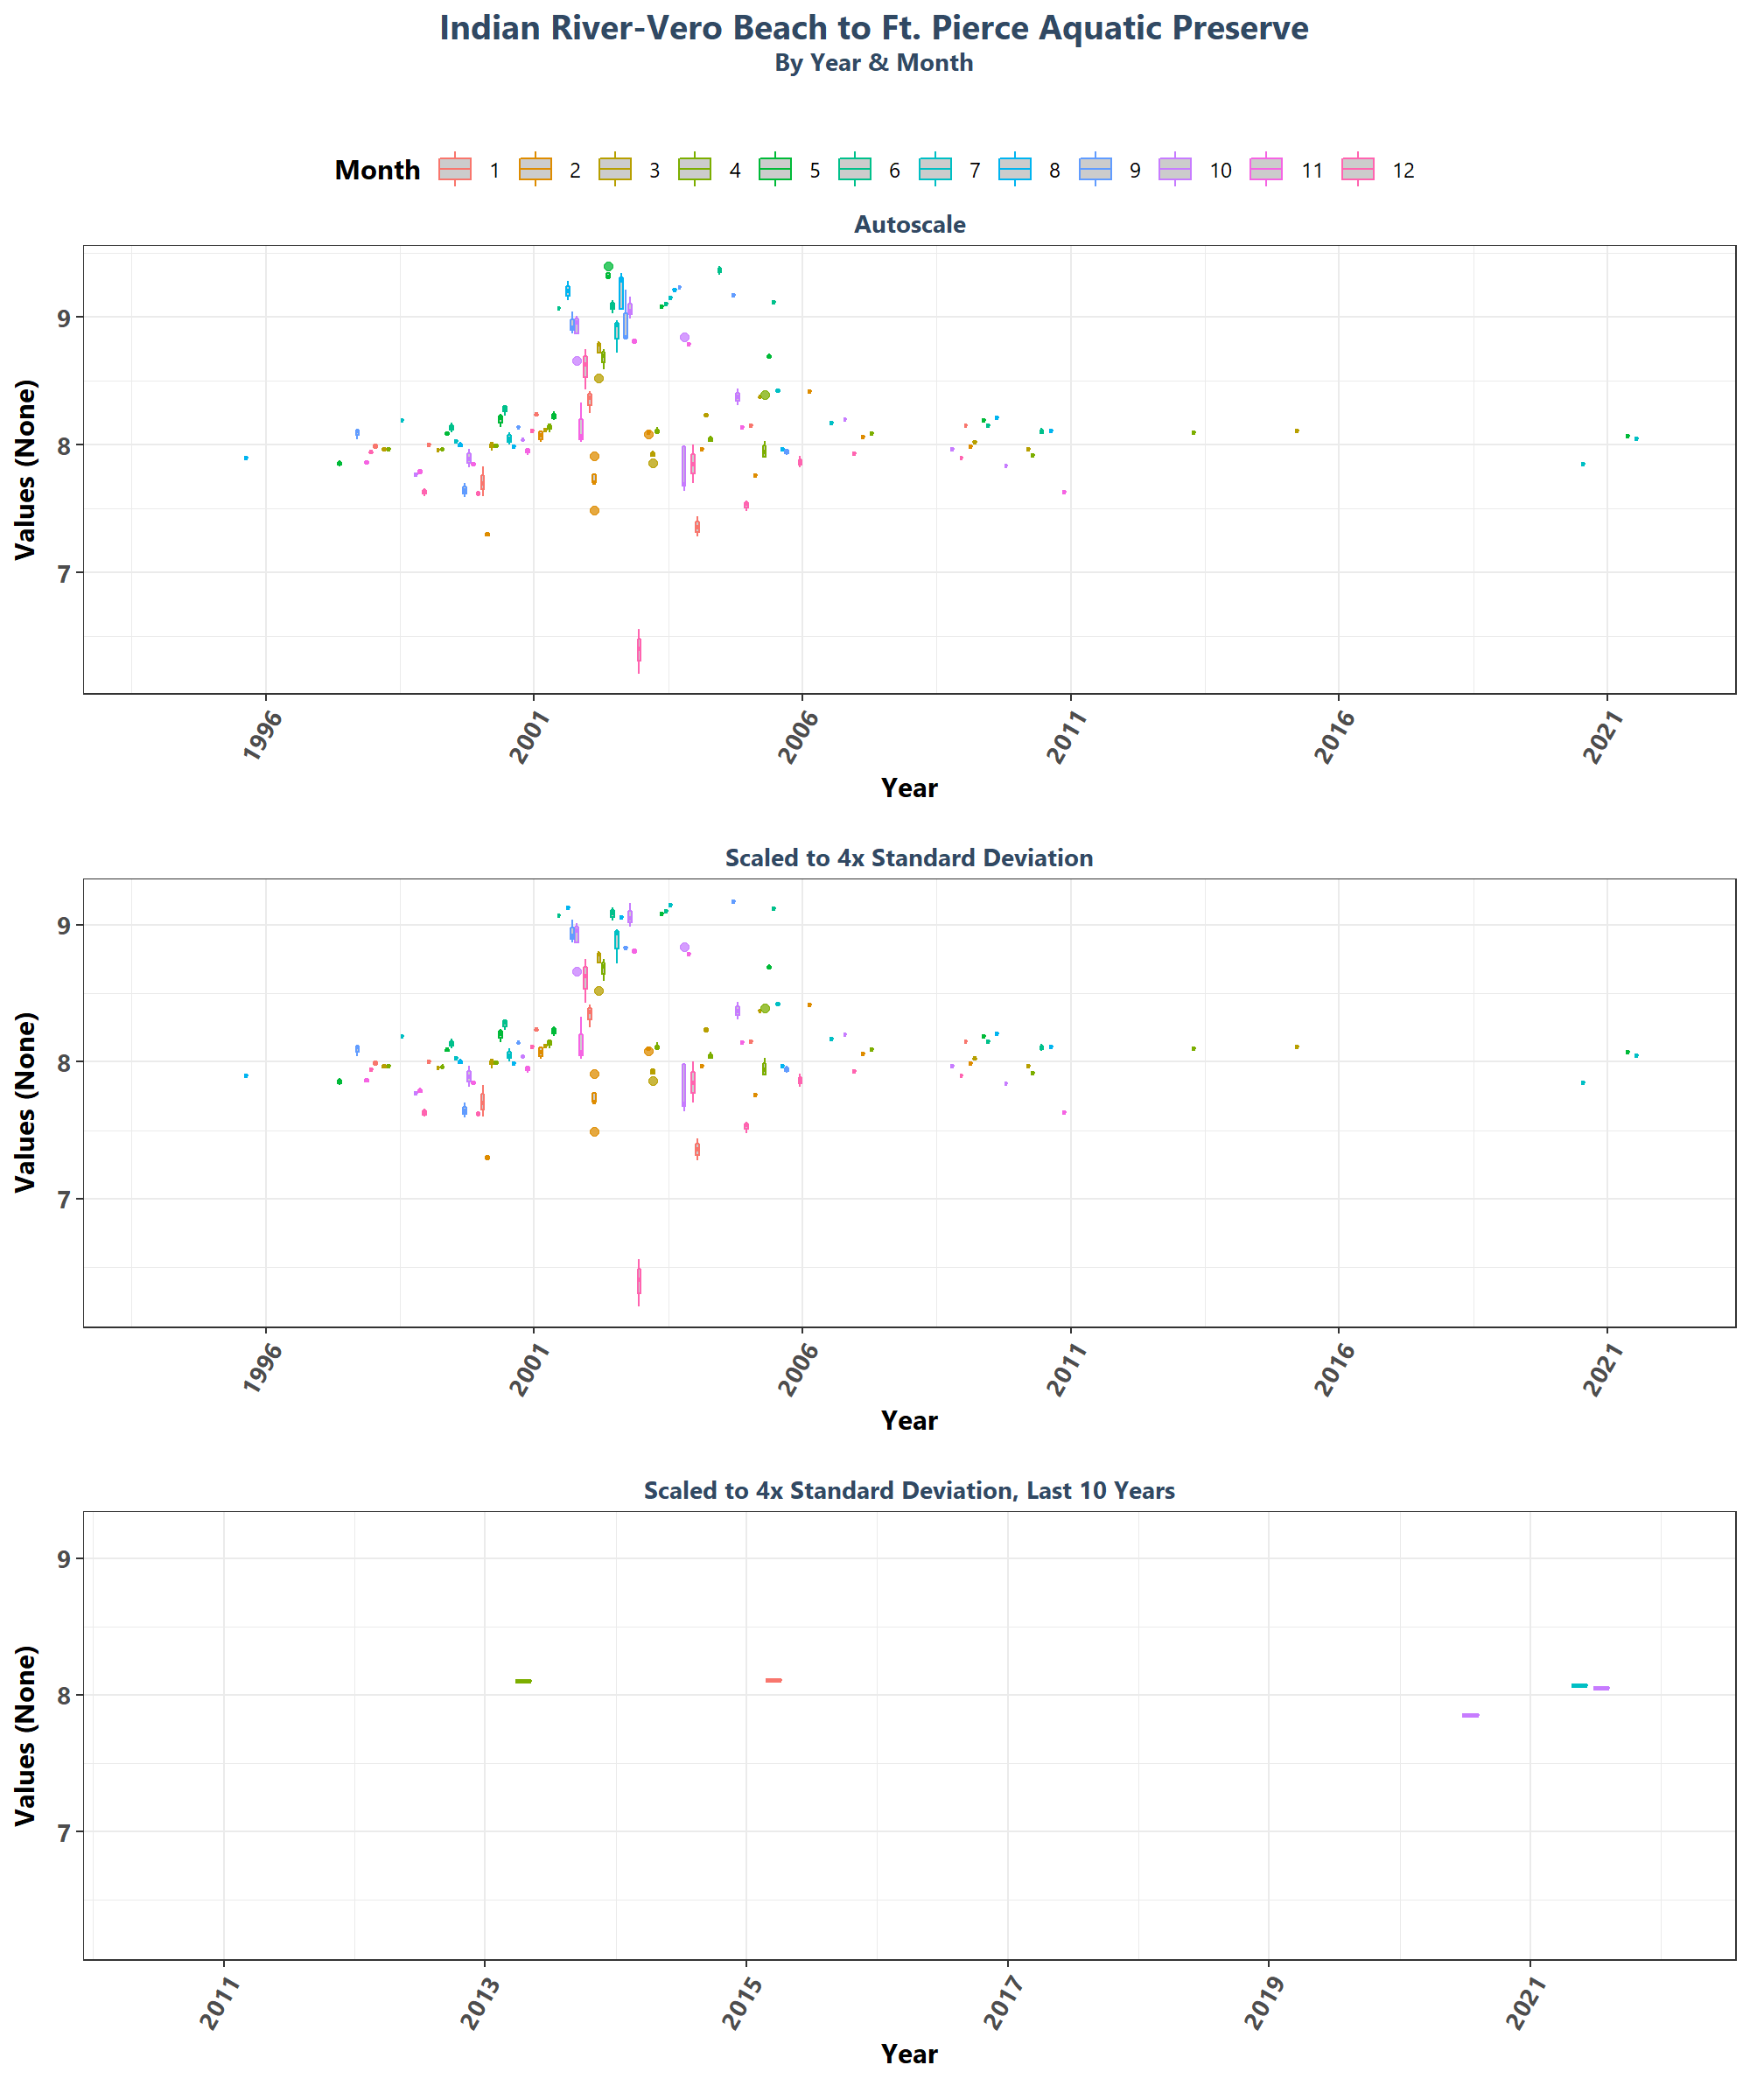 Indian River-Vero Beach to Ft. Pierce Aquatic Preserve
By Year & Month
Month 1 2 3 4 5 6 7 8 9 10 11 12
Autoscale
Values (None)
9
8
7
1996 2001 2006 2011 2016 2021
Year
Scaled to 4x Standard Deviation
Values (None)
9
8
7
1996 2001 2006 2011 2016 2021
Year
Scaled to 4x Standard Deviation, Last 10 Years
Values (None)
9
8
7
2011 2013 2015 2017 2019 2021
Year